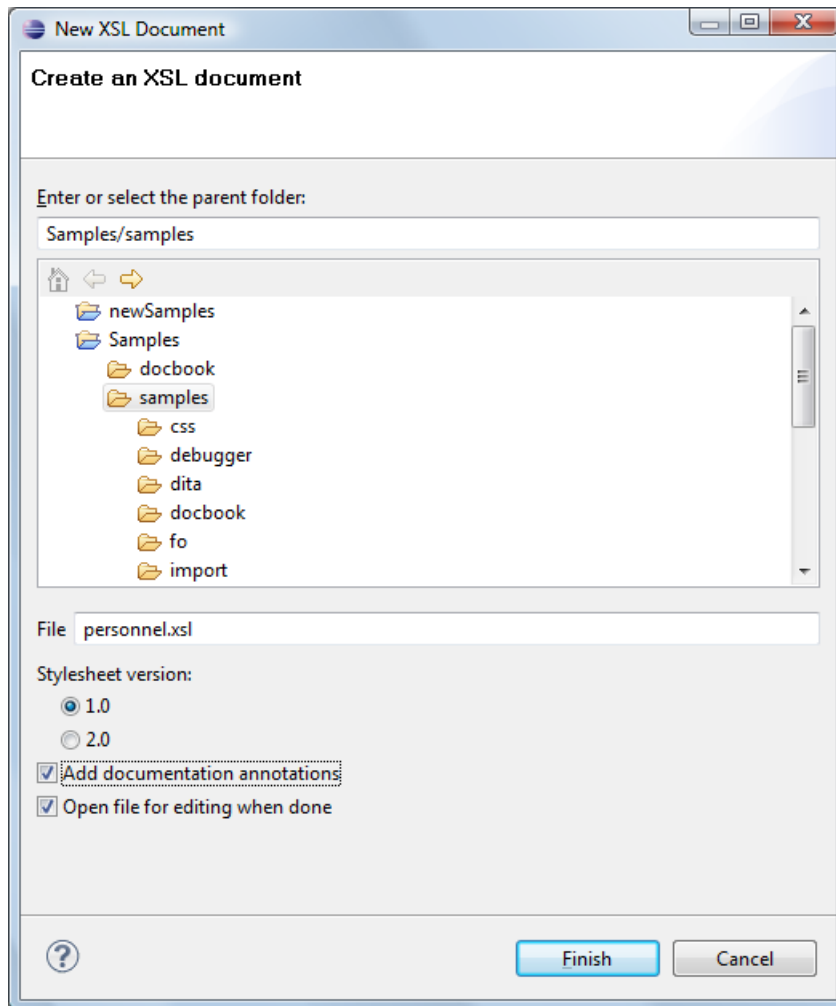 New XSL Document
Create an XSL document
Enter or select the parent folder:
Samples/samples
newSamples
Samples
docbook
samples
css
debugger
dita
docbook
fo
import
File personnel.xsl
Stylesheet version:
1.0
2.0
Add documentation annotations
Open file for editing when done
? Finish Cancel